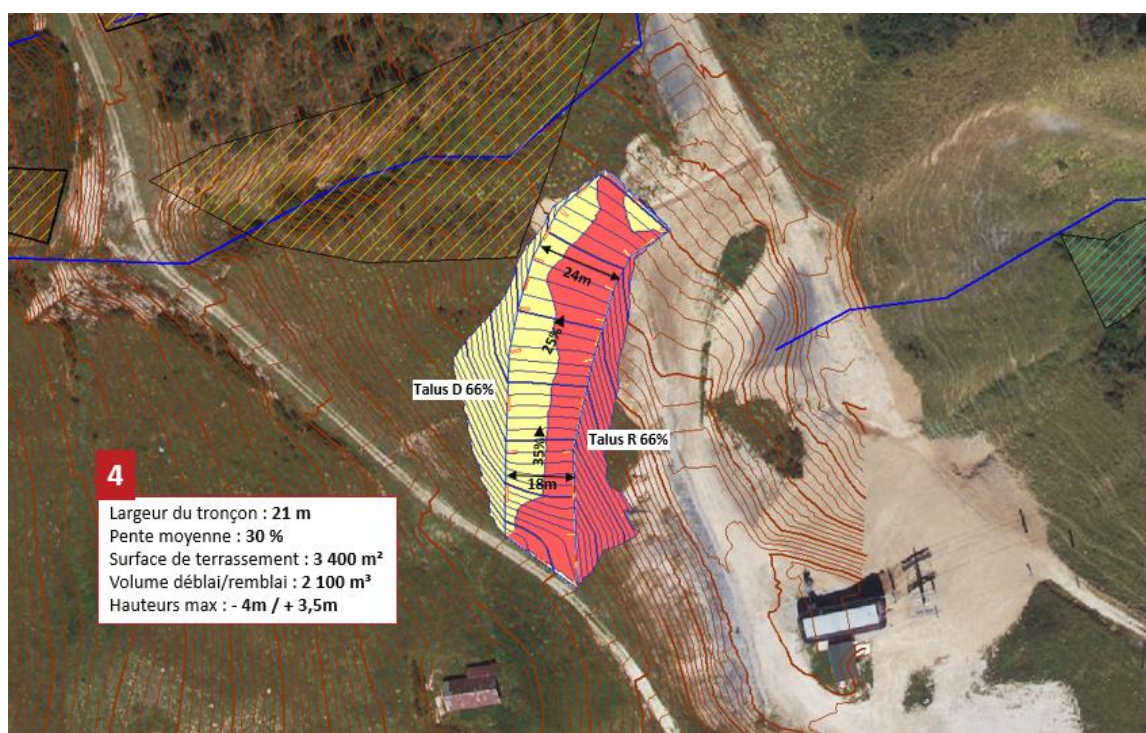 24m
25%
Talus D 66%
Talus R 66%
35%
18m
4
Largeur du tronçon : 21 m
Pente moyenne : 30 %
Surface de terrassement : 3 400 m²
Volume déblai/remblai : 2 100 m³
Hauteurs max : - 4m / + 3,5m